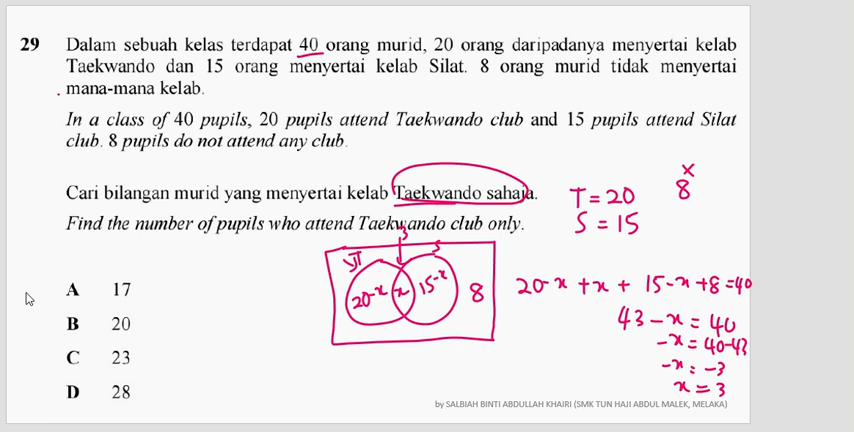 29 Dalam sebuah kelas terdapat 40 orang murid, 20 orang daripadanya menyertai kelab
Taekwando dan 15 orang menyertai kelab Silat. 8 orang murid tidak menyertai
mana-mana kelab.
In a class of 40 pupils, 20 pupils attend Taekwando club and 15 pupils attend Silat
club. 8 pupils do not attend any club.
Cari bilangan murid yang menyertai kelab Taekwando sahaja.
Find the number of pupils who attend Taekwando club only.
x
8
T = 20
S = 15
3
T
S
20-x x 15-x 8
20-x +x + 15-x +8 =40
43-x = 40
-x = 40-43
-x = -3
x = 3
A 17
B 20
C 23
D 28
by SALBIAH BINTI ABDULLAH KHAIRI (SMK TUN HAJI ABDUL MALEK, MELAKA)